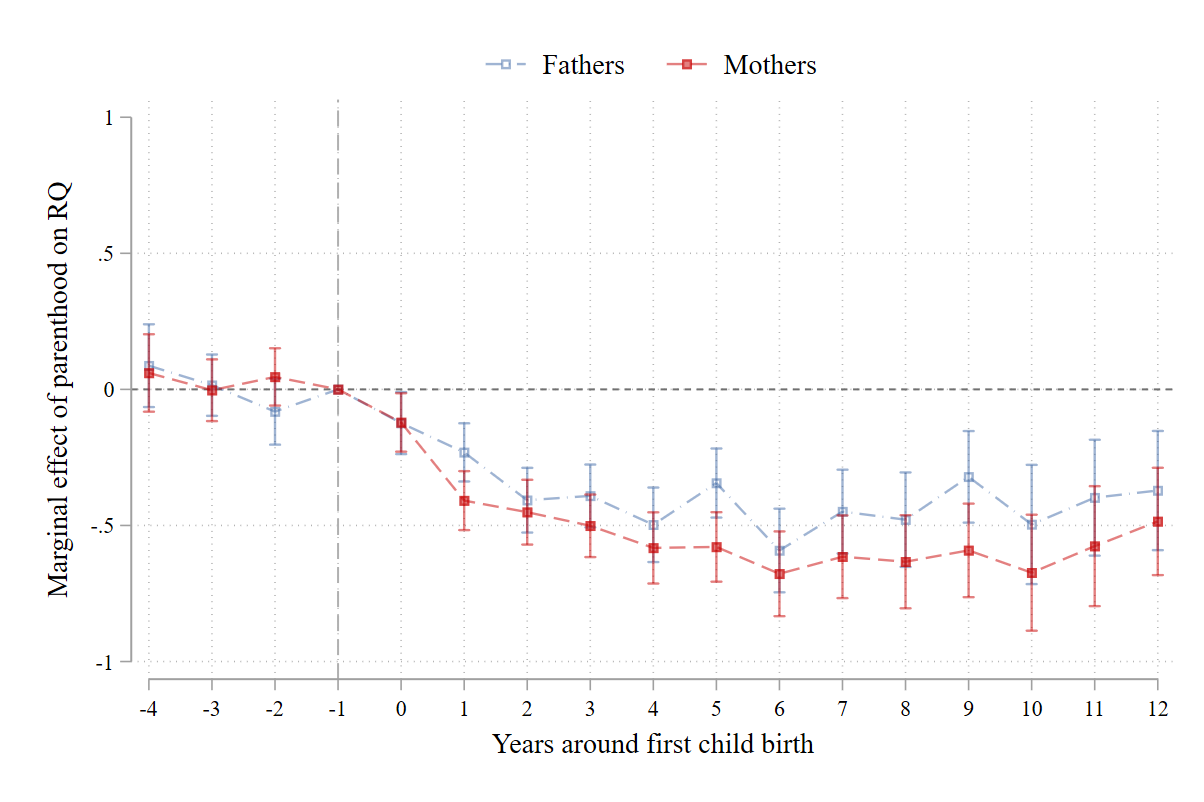 Fathers Mothers
Marginal effect of parenthood on RQ
1
.5
0
-.5
-1
-4 -3 -2 -1 0 1 2 3 4 5 6 7 8 9 10 11 12
Years around first child birth